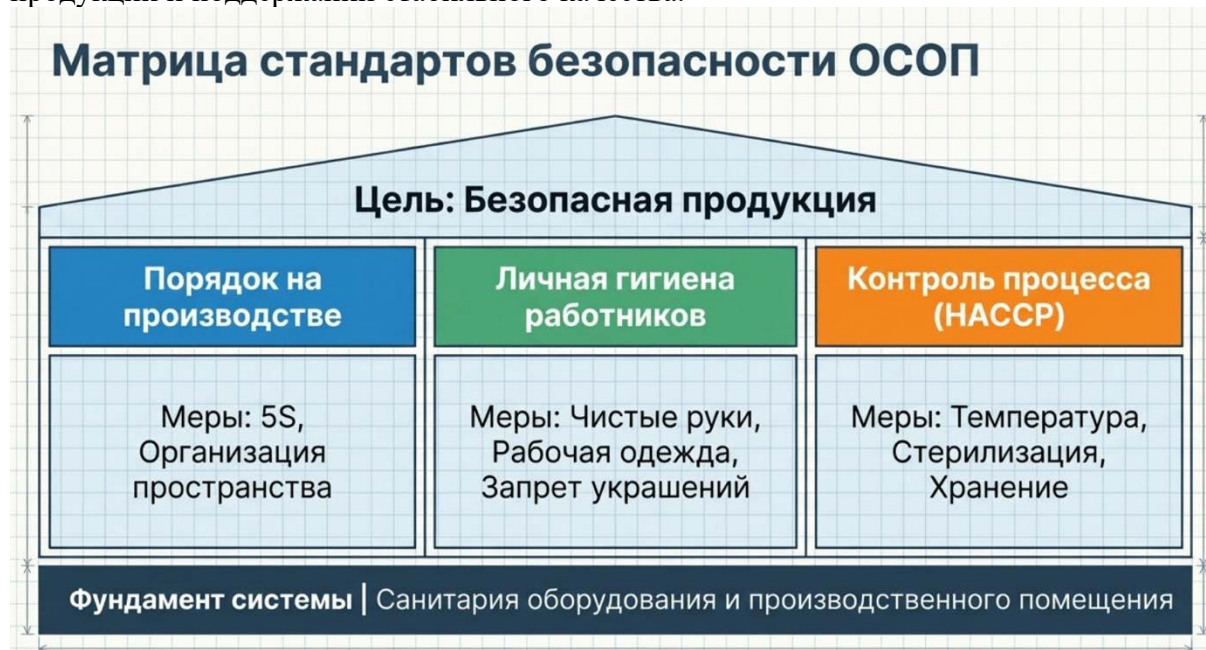 Матрица стандартов безопасности ОСОП
Цель: Безопасная продукция
Порядок на
производстве
Личная гигиена
работников
Контроль процесса
(HACCP)
Меры: 5S,
Организация
пространства
Меры: Чистые руки,
Рабочая одежда,
Запрет украшений
Меры: Температура,
Стерилизация,
Хранение
Фундамент системы | Санитария оборудования и производственного помещения